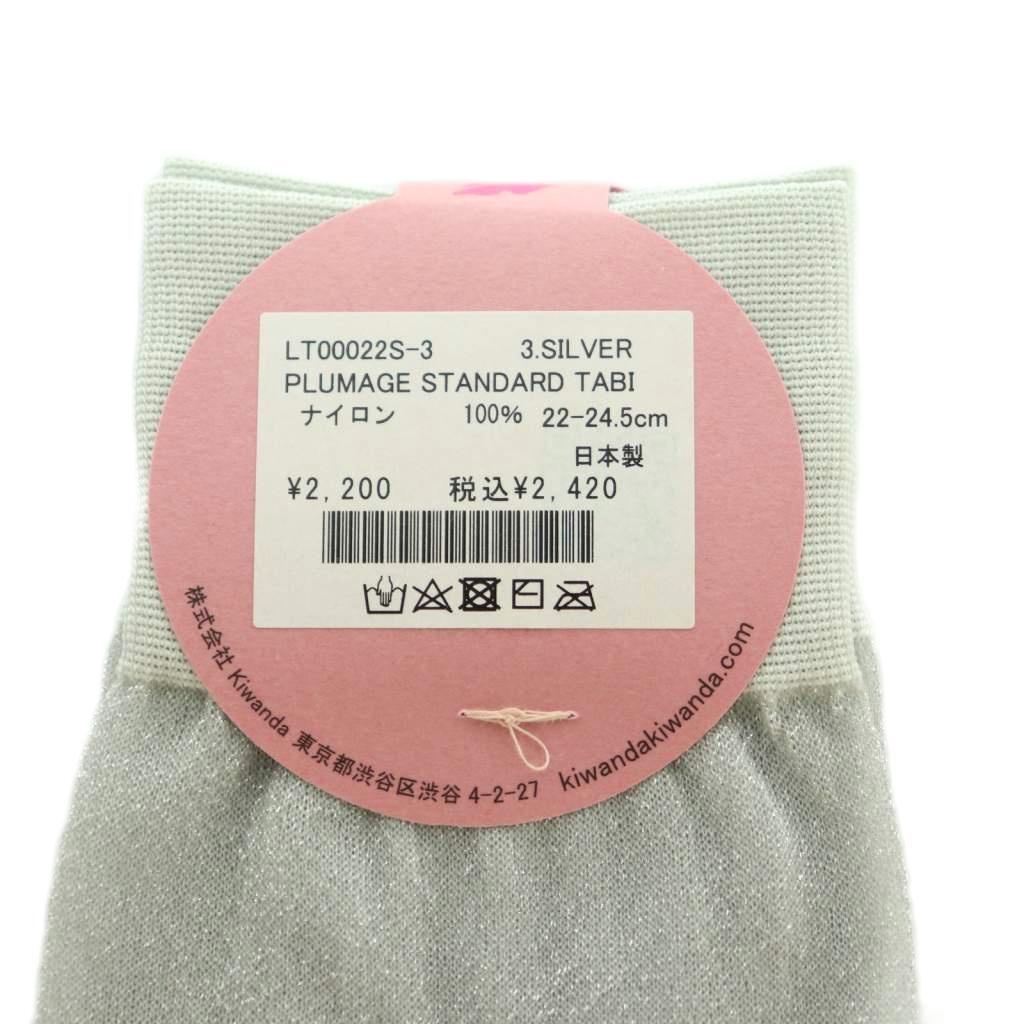 LT00022S-3 3.SILVER
PLUMAGE STANDARD TABI
ナイロン 100% 22-24.5cm
日本製
¥2,200 税込¥2,420
株式会社 Kiwanda 東京都渋谷区渋谷 4-2-27 kiwandakiwanda.com